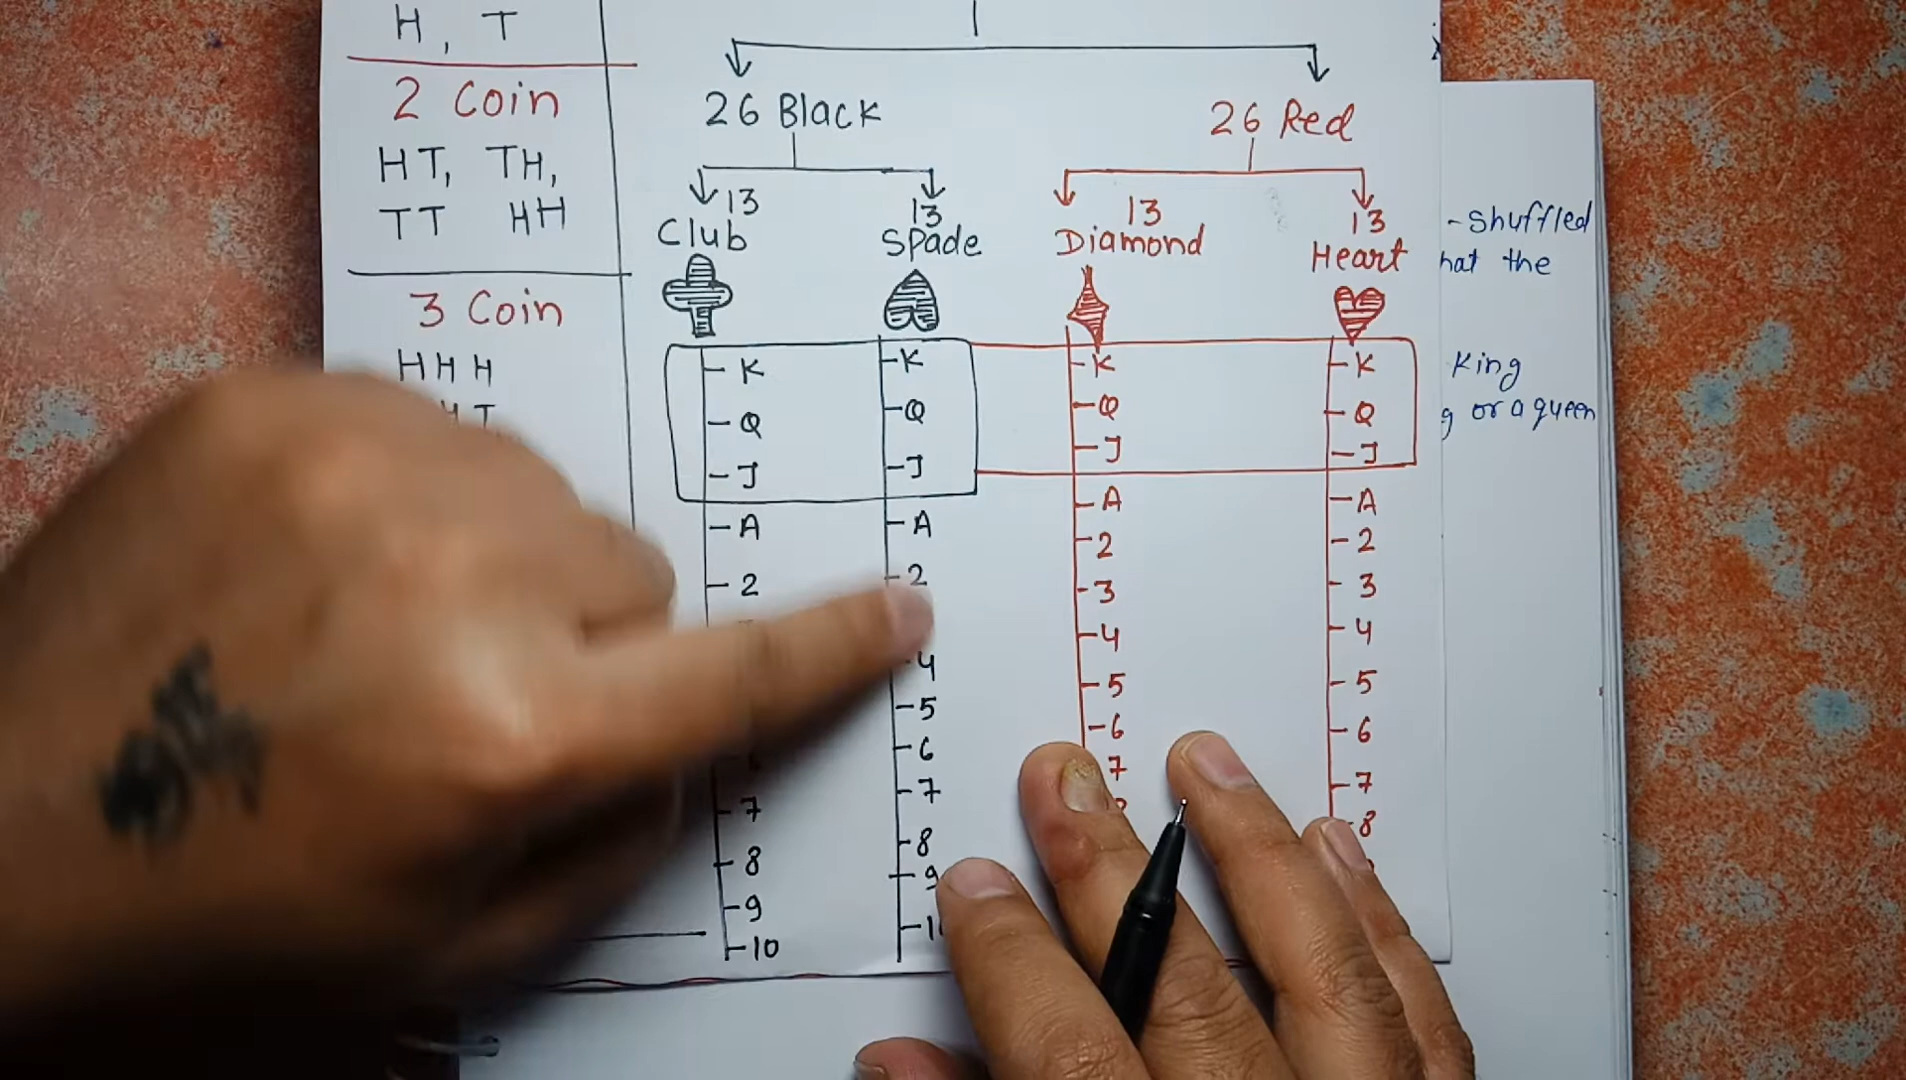 H, T
2 Coin
HT, TH,
TT HH
3 Coin
HHH
26 Black
26 Red
13
Club
13
Spade
13
Diamond
13
Heart
K
Q
J
A
2
7
8
9
10
K
Q
J
A
2
4
5
6
7
8
9
K
Q
J
A
2
3
4
5
6
7
K
Q
J
A
2
3
4
5
6
7
8
-Shuffled
the
King
or a queen